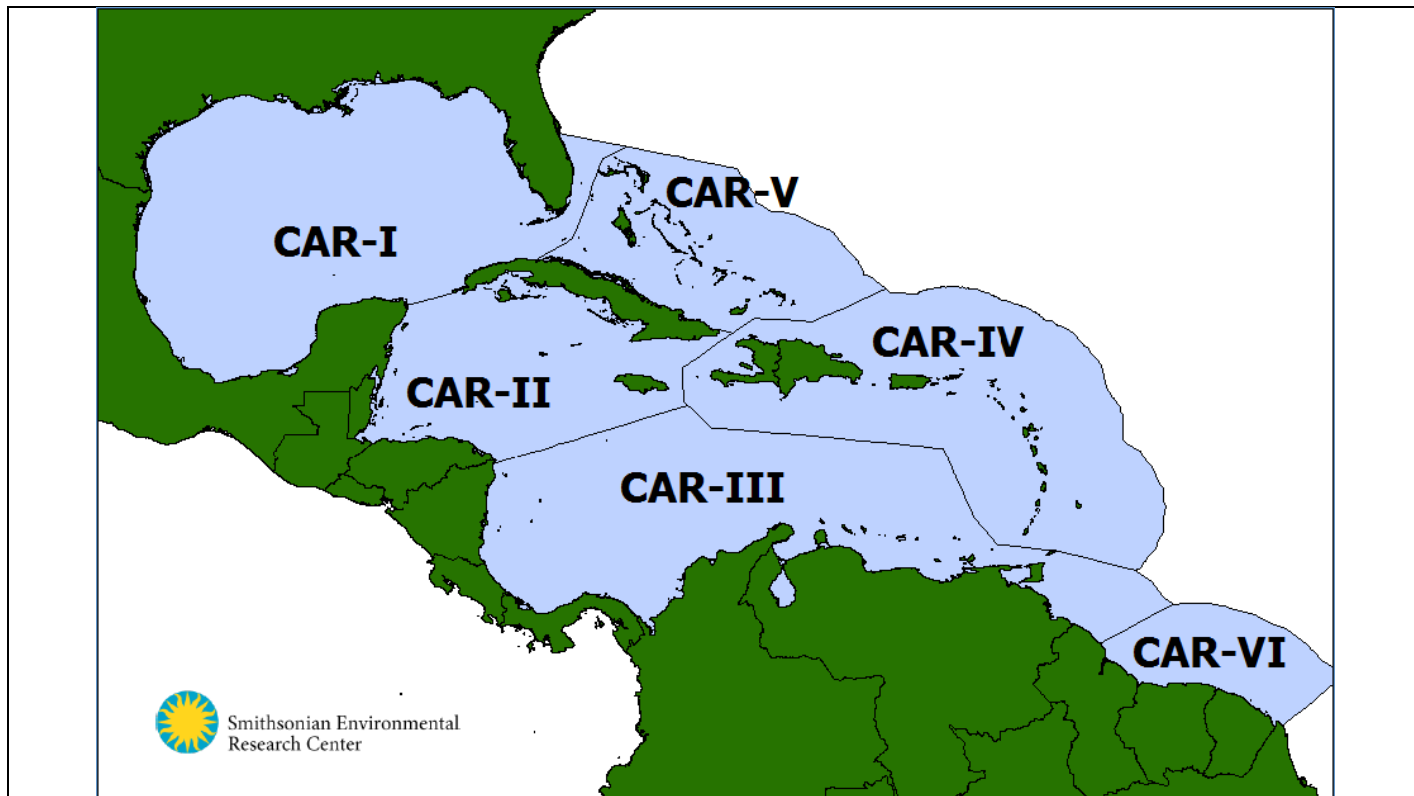 CAR-V
CAR-I
CAR-IV
CAR-II
CAR-III
CAR-VI
Smithsonian Environmental
Research Center